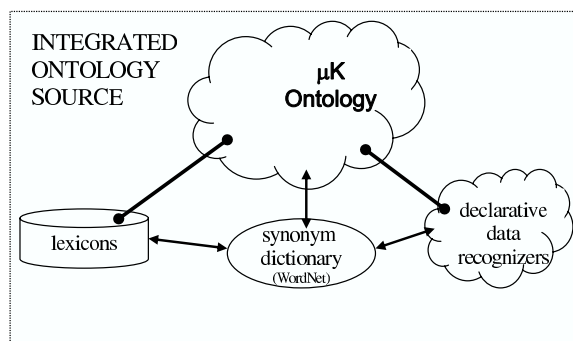 INTEGRATED
ONTOLOGY
SOURCE
μK
Ontology
lexicons
synonym
dictionary
(WordNet)
declarative
data
recognizers